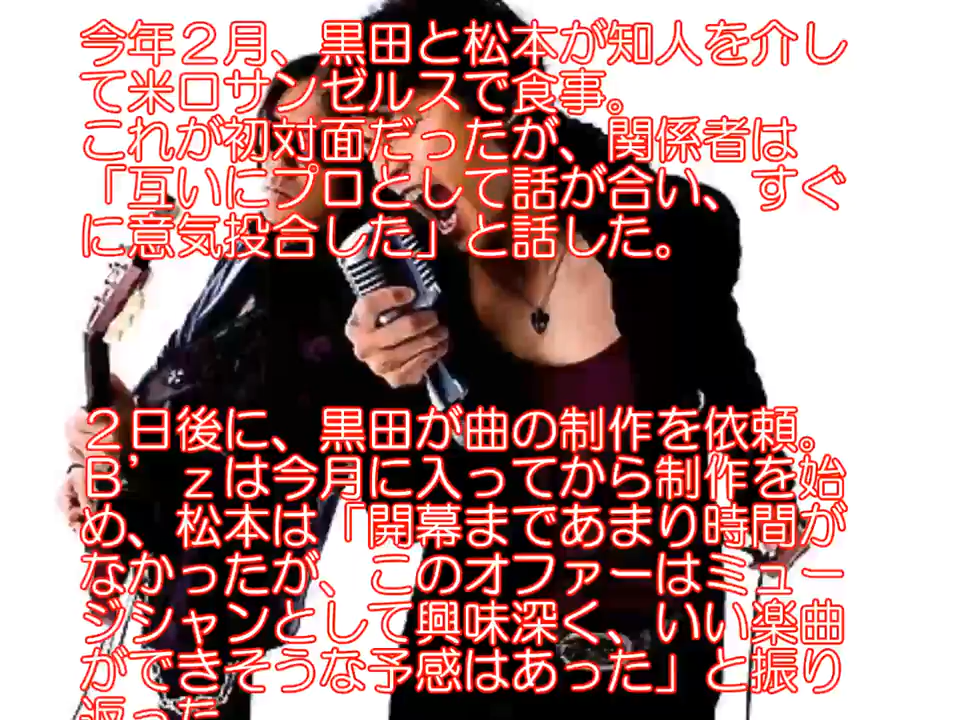 今年２月、黒田と松本が知人を介し
て米ロサンゼルスで食事。
これが初対面だったが、関係者は
「互いにプロとして話が合い、すぐ
に意気投合した」と話した。
２日後に、黒田が曲の制作を依頼。
Ｂ’ｚは今月に入ってから制作を始
め、松本は「開幕まであまり時間が
なかったが、このオファーはミュー
ジシャンとして興味深く、いい楽曲
ができそうな予感はあった」と振り
返った